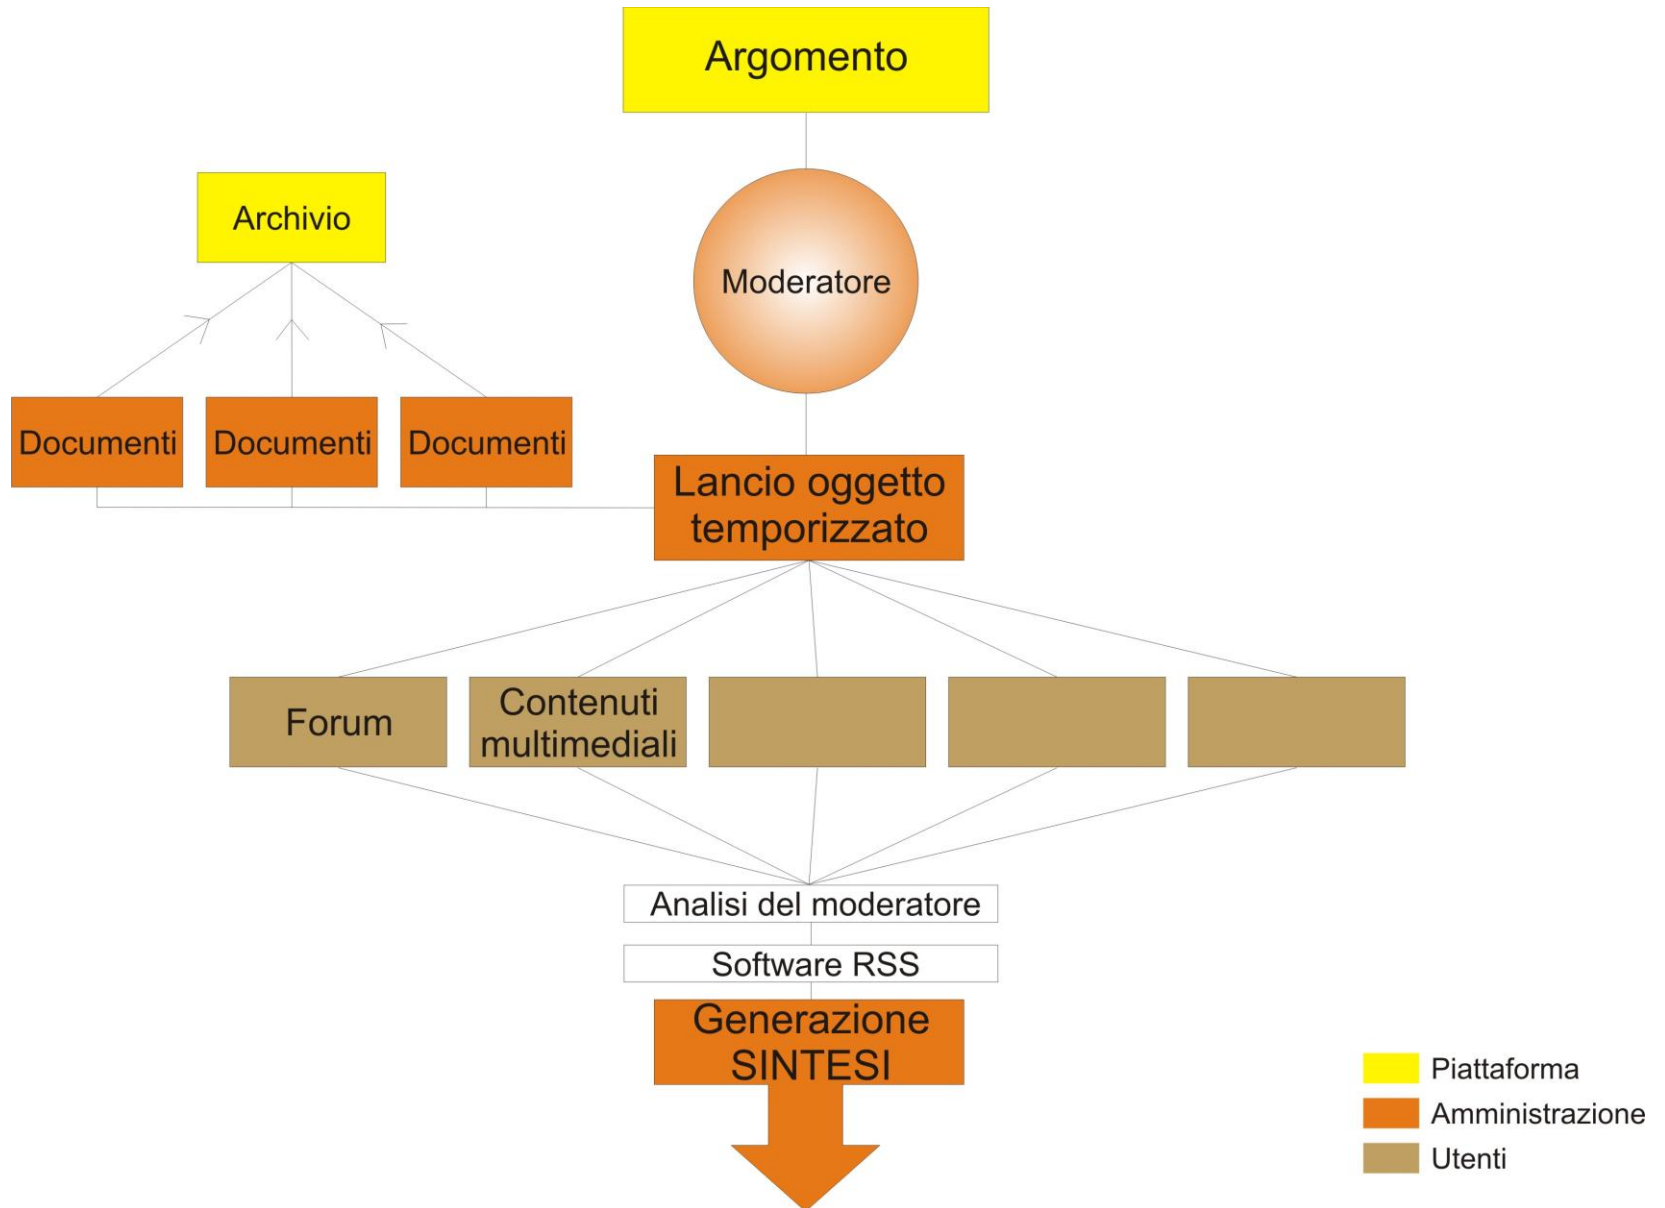 Argomento
Archivio
Moderatore
Documenti
Documenti
Documenti
Lancio oggetto
temporizzato
Forum
Contenuti
multimediali
Analisi del moderatore
Software RSS
Generazione
SINTESI
Piattaforma
Amministrazione
Utenti